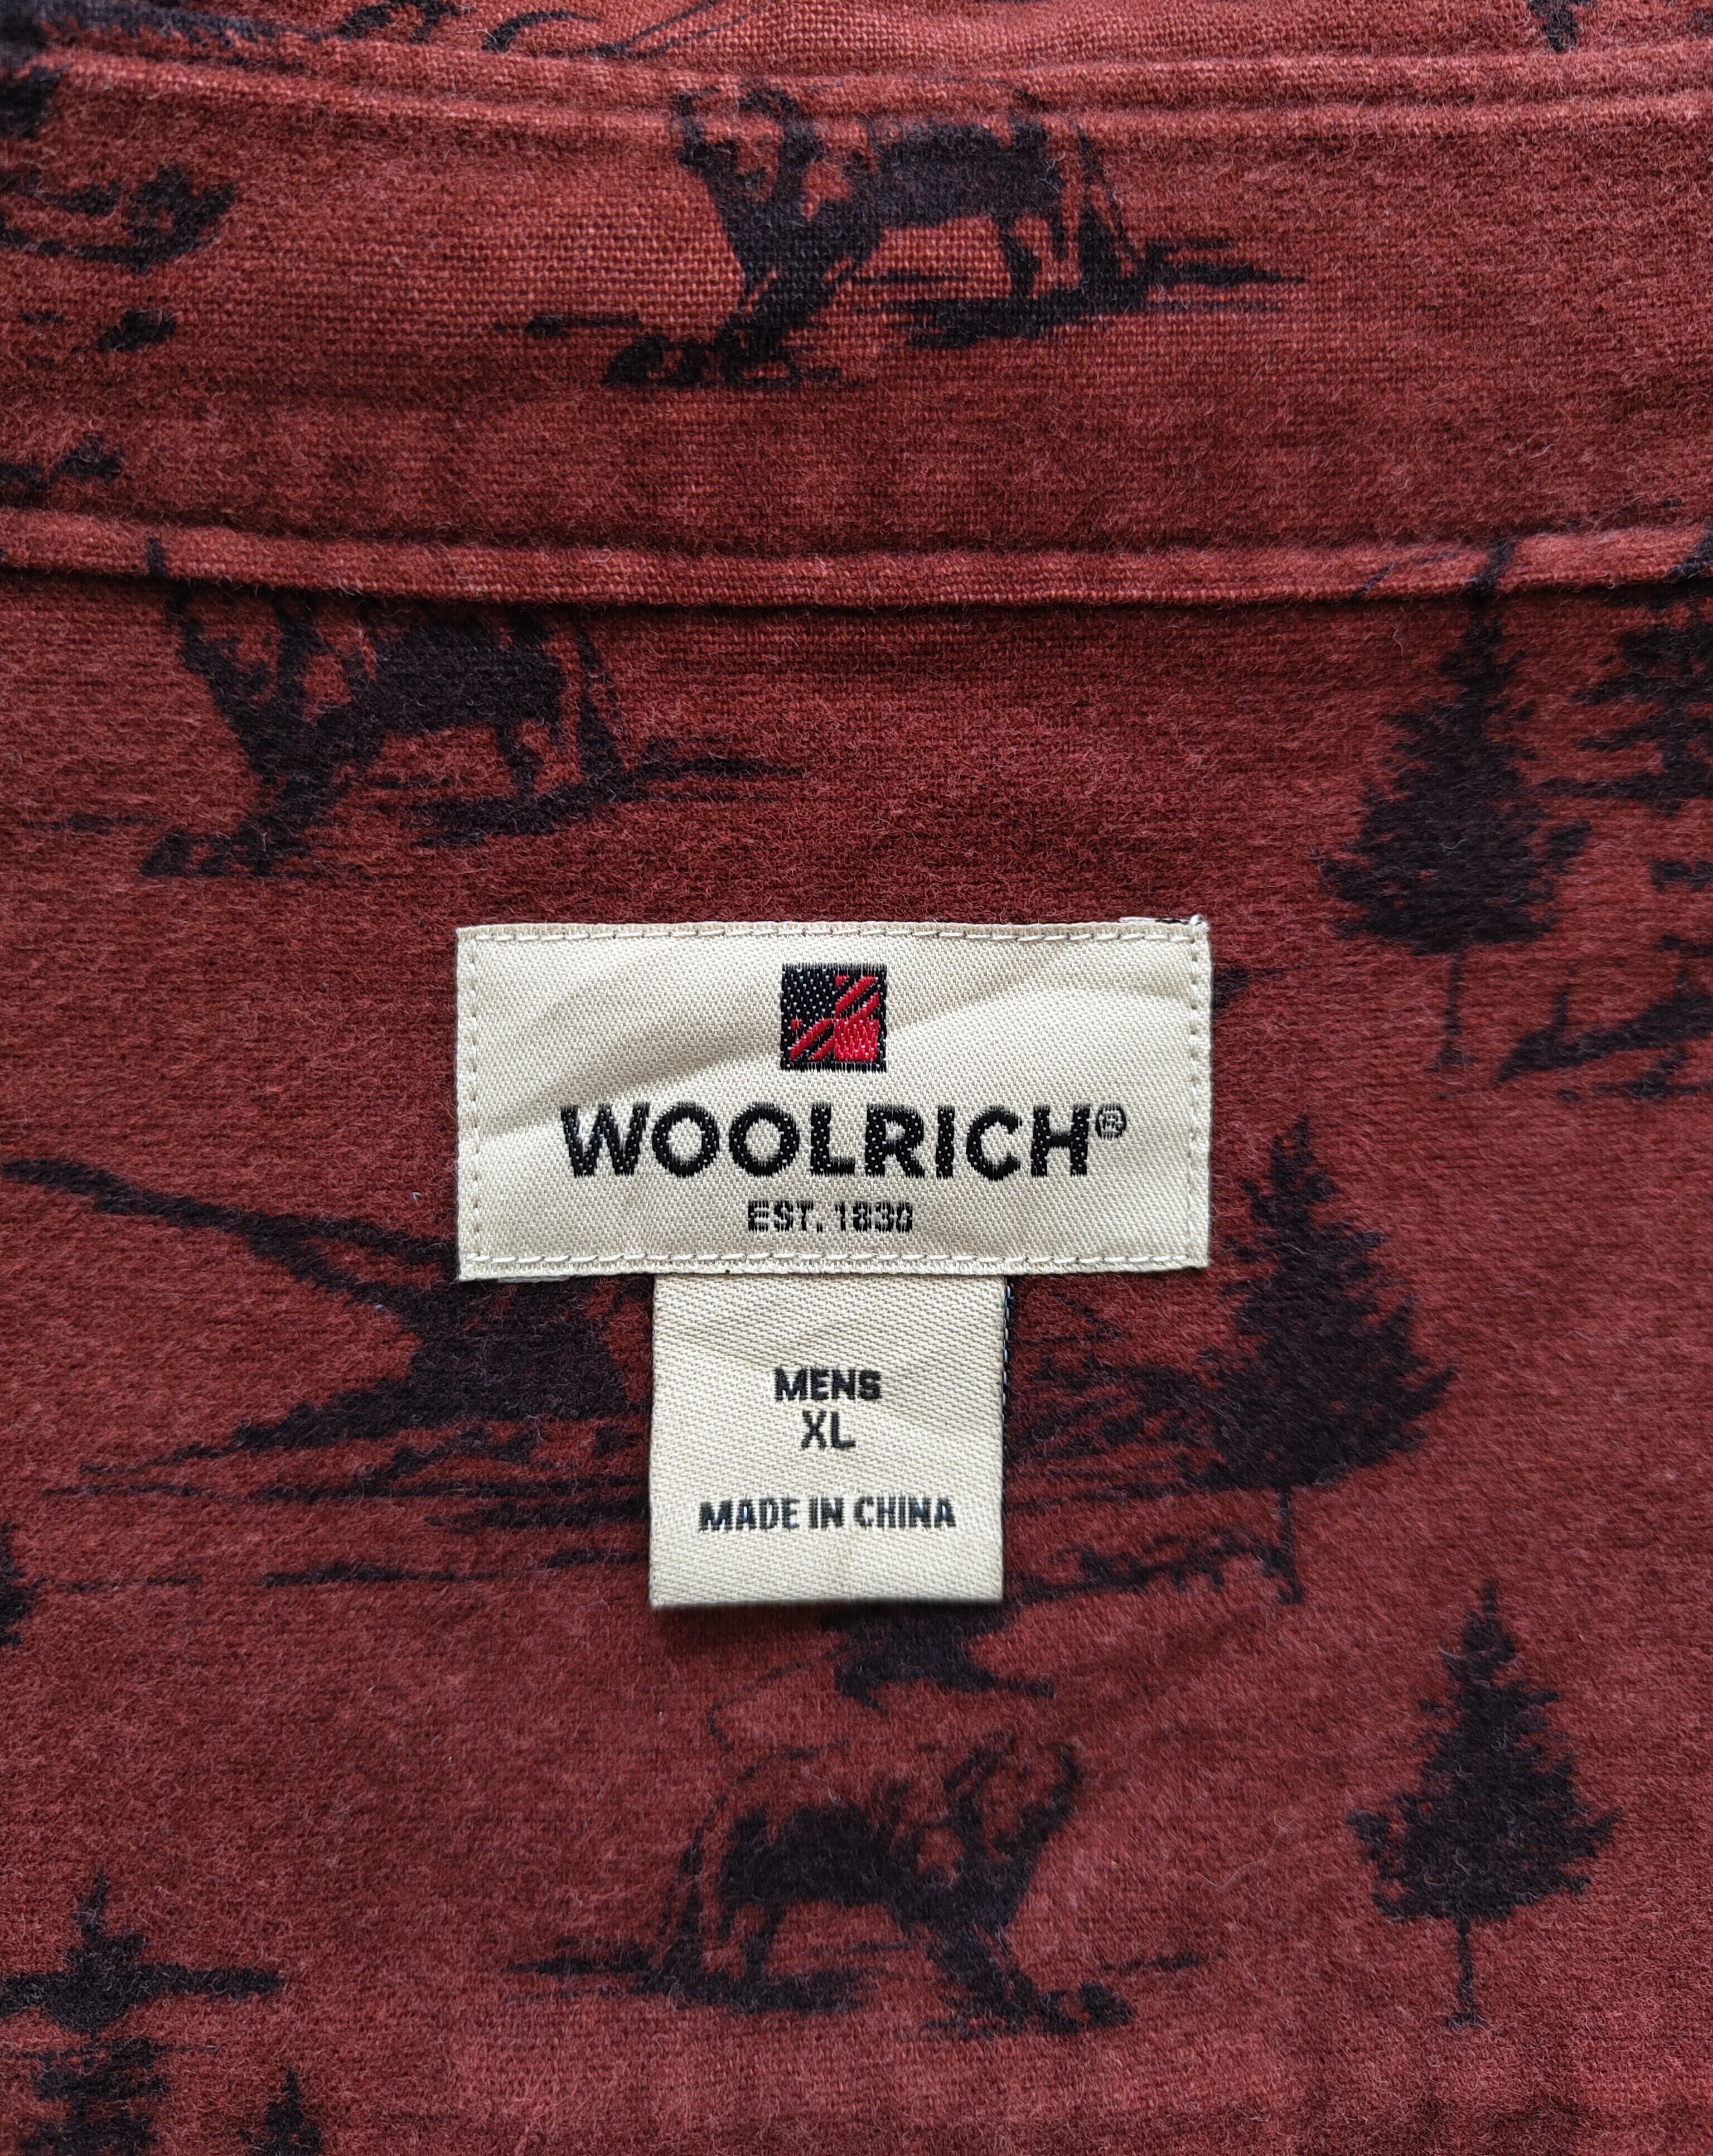 WOOLRICH®
EST. 1830
MENS
XL
MADE IN CHINA